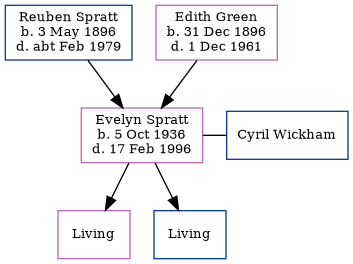 Reuben Spratt
b. 3 May 1896
d. abt Feb 1979
Edith Green
b. 31 Dec 1896
d. 1 Dec 1961
Evelyn Spratt
b. 5 Oct 1936
d. 17 Feb 1996
Cyril Wickham
Living
Living